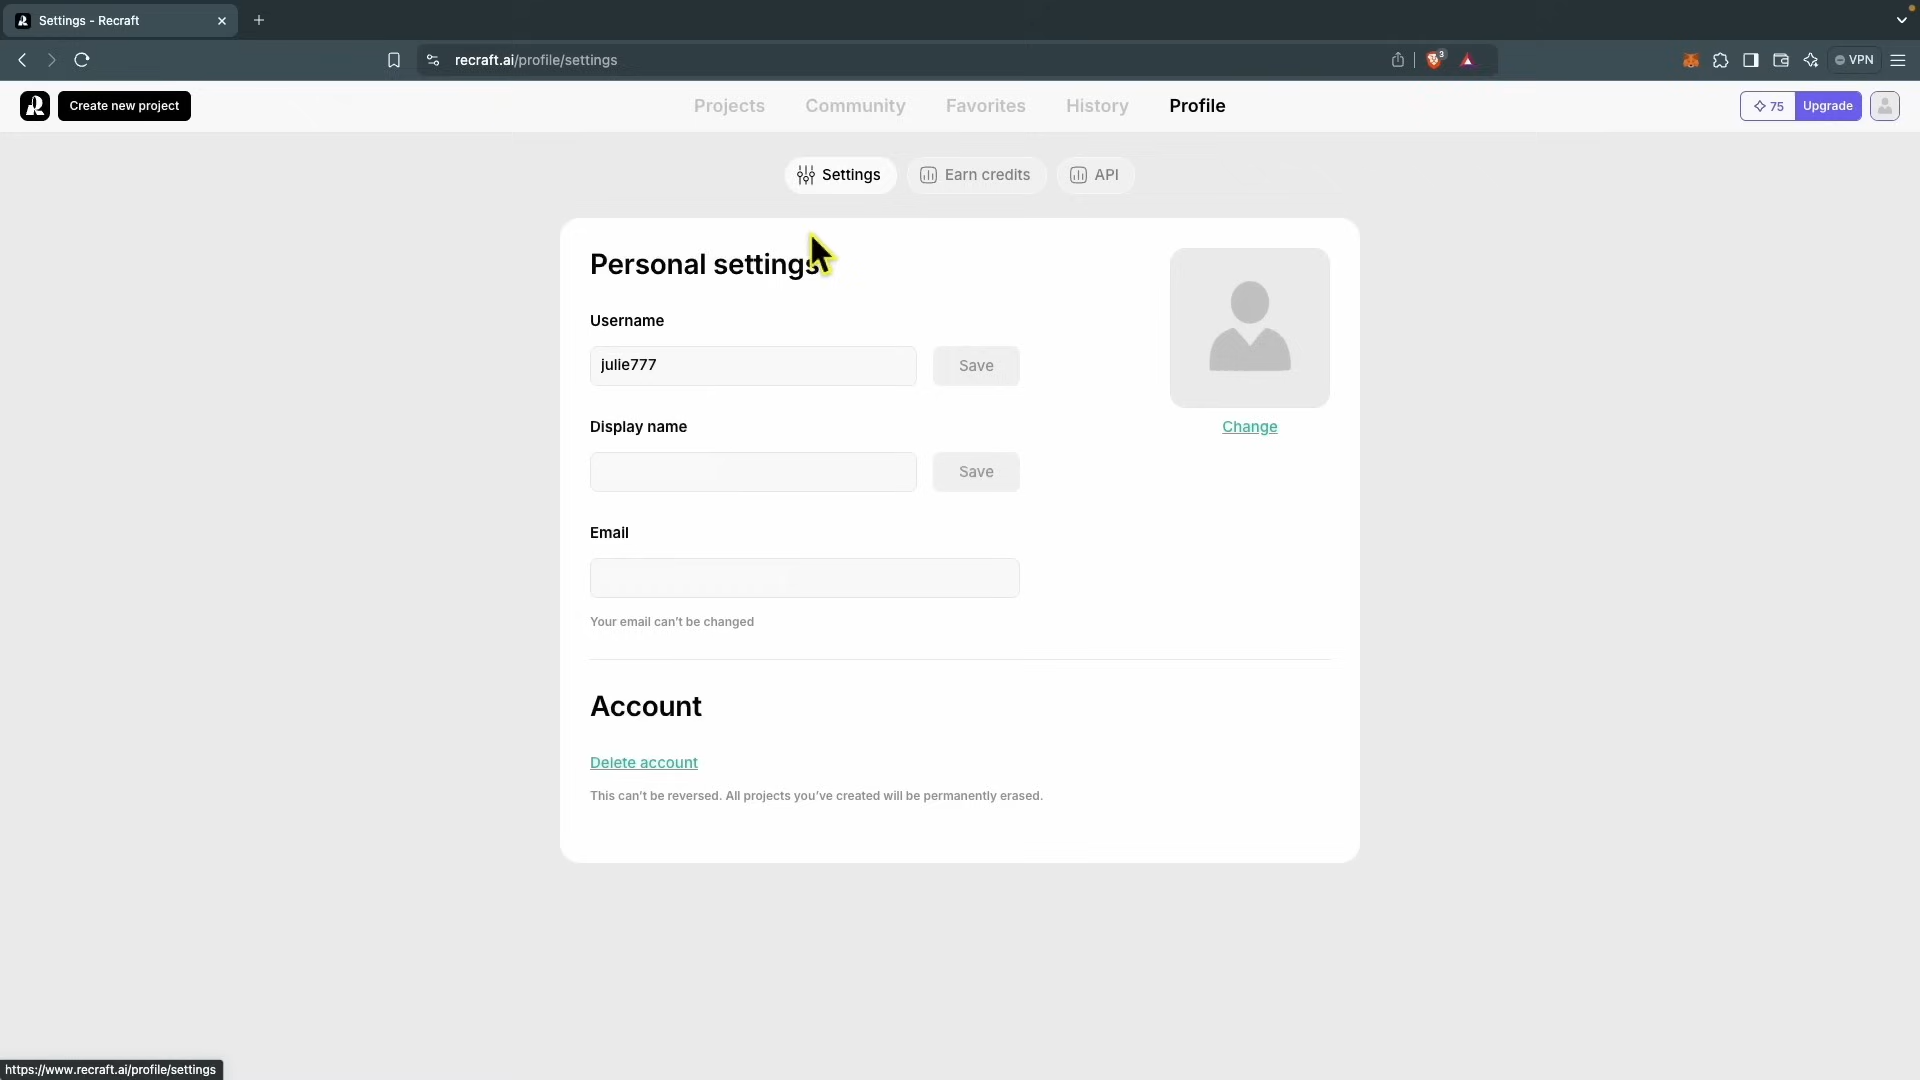 Settings - Recraft
recraft.ai/profile/settings
3
VPN
Create new project
Projects
Community
Favorites
History
Profile
75
Upgrade
Settings
Earn credits
API
Personal settings
Username
julie777
Save
Change
Display name
Save
Email
Your email can't be changed
Account
Delete account
This can't be reversed. All projects you've created will be permanently erased.
https://www.recraft.ai/profile/settings